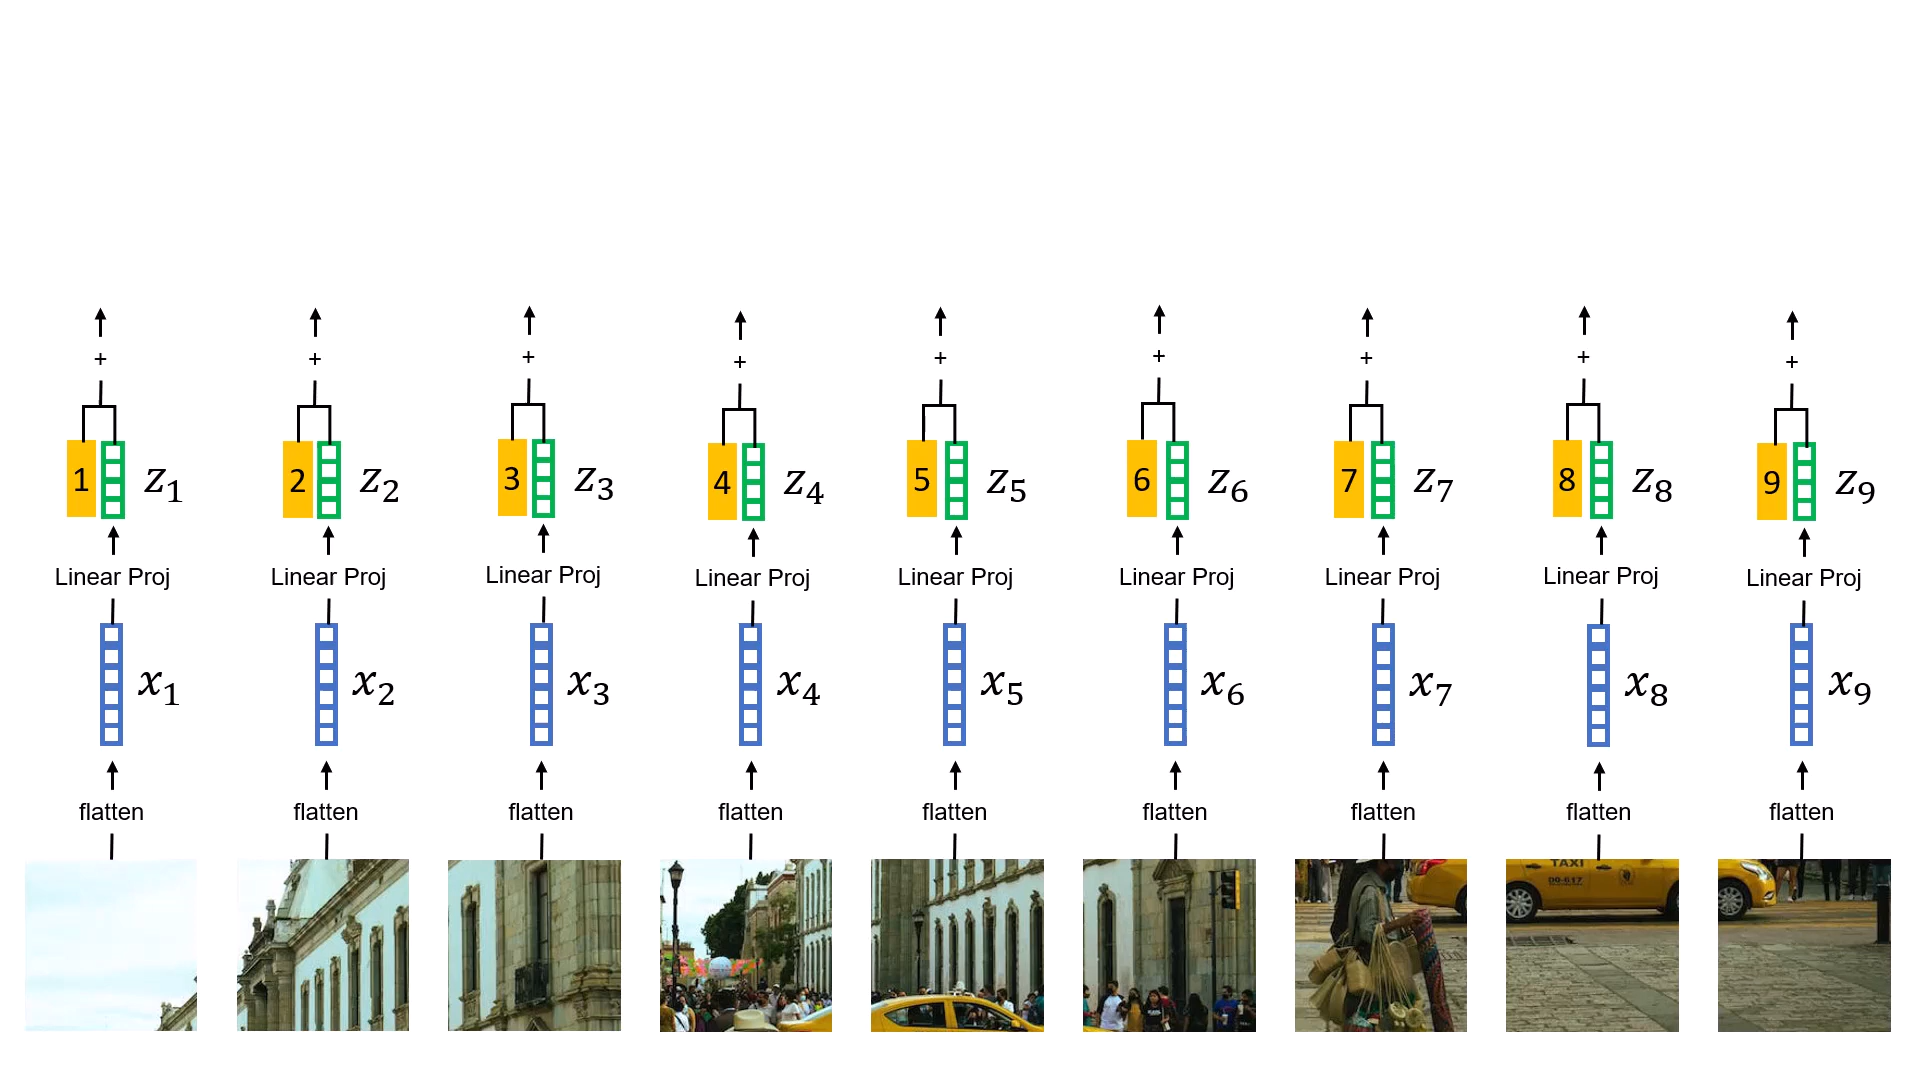 + + + + + + + + +
1 z₁ 2 z₂ 3 z₃ 4 z₄ 5 z₅ 6 z₆ 7 z₇ 8 z₈ 9 z₉
Linear Proj Linear Proj Linear Proj Linear Proj Linear Proj Linear Proj Linear Proj Linear Proj Linear Proj
x₁ x₂ x₃ x₄ x₅ x₆ x₇ x₈ x₉
flatten flatten flatten flatten flatten flatten flatten flatten flatten
TAXI
00-617